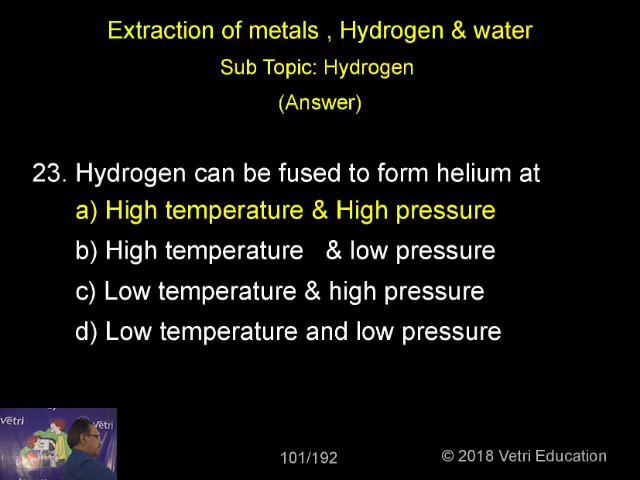 Extraction of metals , Hydrogen & water
Sub Topic: Hydrogen
(Answer)
23. Hydrogen can be fused to form helium at
a) High temperature & High pressure
b) High temperature & low pressure
c) Low temperature & high pressure
d) Low temperature and low pressure
Vetri
Vetri
101/192
© 2018 Vetri Education